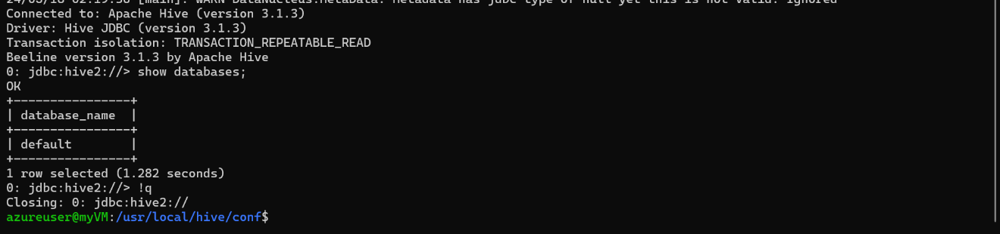 24/03/18 02:19:58 [main]: WARN DataNucleus.MetaData: Metadata has jdbc-type of null yet this is not valid. Ignored
Connected to: Apache Hive (version 3.1.3)
Driver: Hive JDBC (version 3.1.3)
Transaction isolation: TRANSACTION_REPEATABLE_READ
Beeline version 3.1.3 by Apache Hive
0: jdbc:hive2://> show databases;
OK
+----------------+
| database_name  |
+----------------+
| default        |
+----------------+
1 row selected (1.282 seconds)
0: jdbc:hive2://> !q
Closing: 0: jdbc:hive2://
azureuser@myVM:/usr/local/hive/conf$